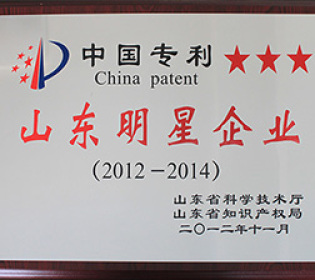 中国专利 ★★★
China patent
山东明星企业
(2012－2014)
山东省科学技术厅
山东省知识产权局
二〇一二年十一月